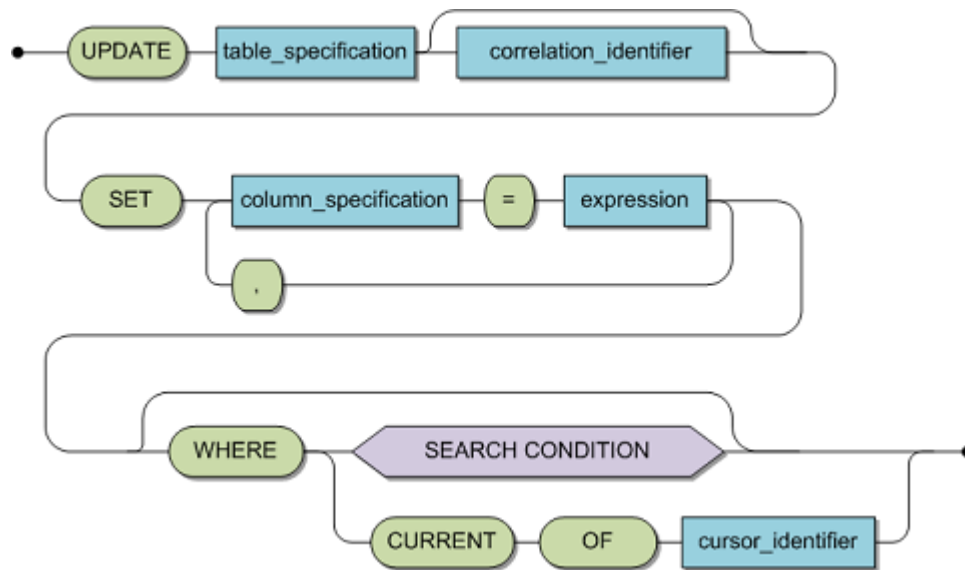 UPDATE table_specification correlation_identifier
SET column_specification = expression
,
WHERE SEARCH CONDITION
CURRENT OF cursor_identifier